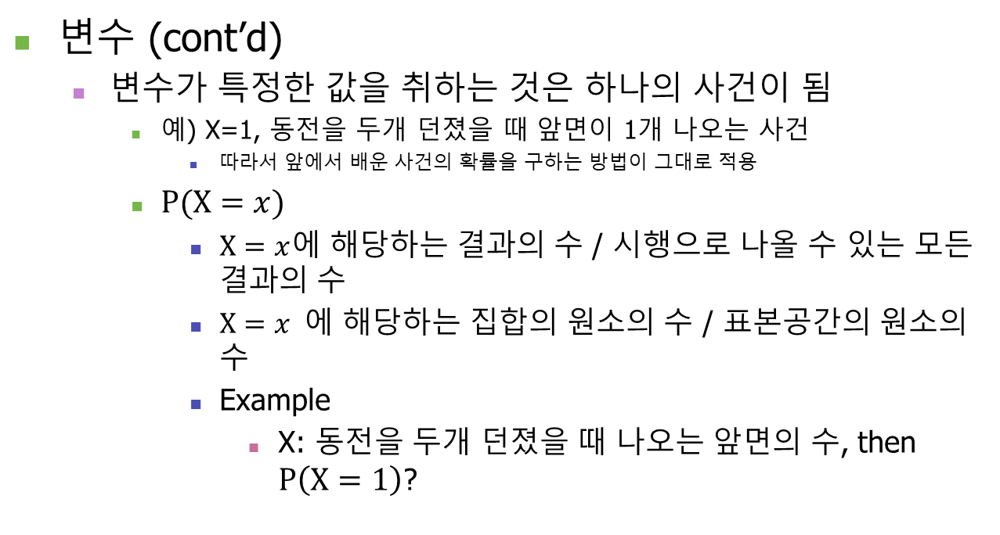 변수 (cont’d)
변수가 특정한 값을 취하는 것은 하나의 사건이 됨
예) X=1, 동전을 두개 던졌을 때 앞면이 1개 나오는 사건
따라서 앞에서 배운 사건의 확률을 구하는 방법이 그대로 적용
P(X = x)
X = x에 해당하는 결과의 수 / 시행으로 나올 수 있는 모든
결과의 수
X = x 에 해당하는 집합의 원소의 수 / 표본공간의 원소의
수
Example
X: 동전을 두개 던졌을 때 나오는 앞면의 수, then
P(X = 1)?